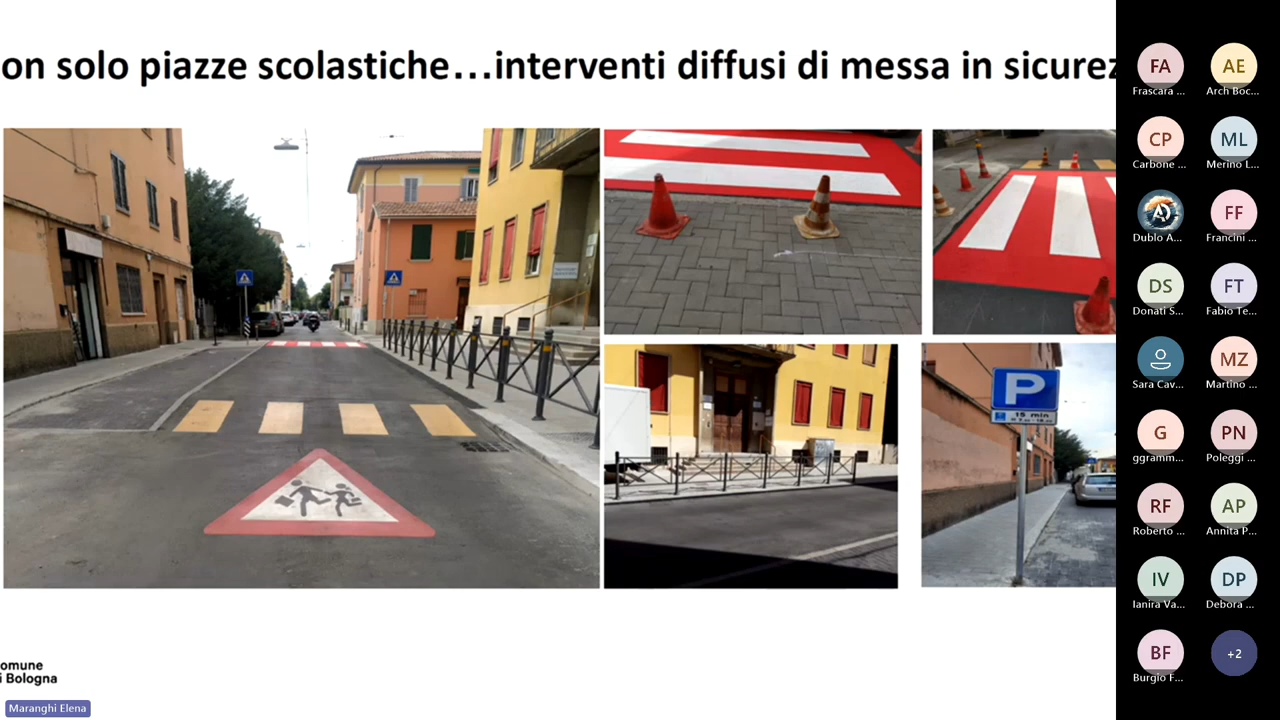 on solo piazze scolastiche...interventi diffusi di messa in sicurez
P
15 min
omune
i Bologna
Maranghi Elena
FA
Frascara ...
AE
Arch Boc...
CP
Carbone ...
ML
Merino L...
Dublo A...
FF
Francini ...
DS
Donati S...
FT
Fabio Te...
Sara Cav...
MZ
Martino ...
G
ggramm...
PN
Poleggi ...
RF
Roberto ...
AP
Annita P...
IV
Ianira Va...
DP
Debora ...
BF
Burgio F...
+2